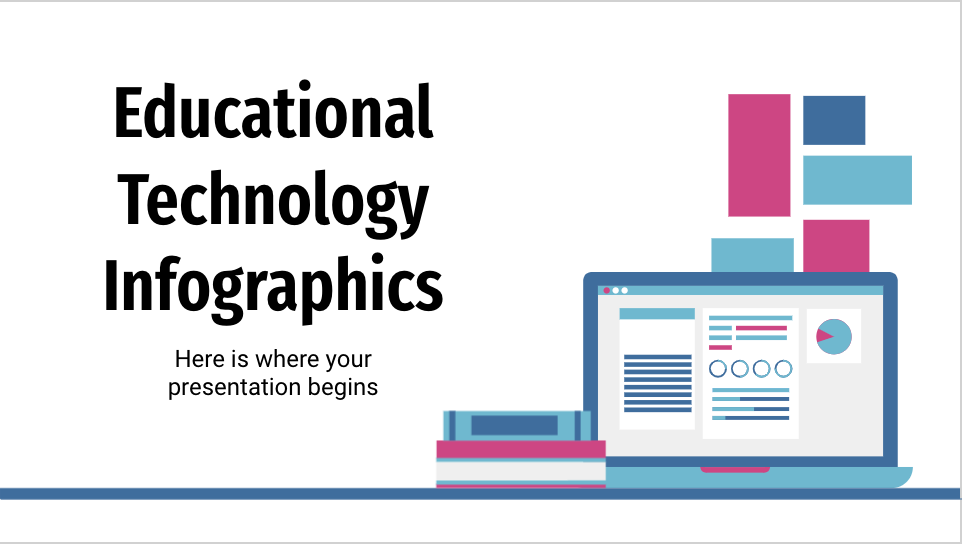 Educational
Technology
Infographics
Here is where your
presentation begins